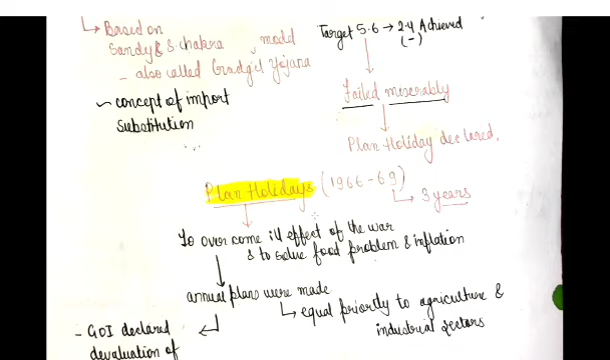 Based on
Sandy & S. Chakra model
- also called Gadgil Yojana
concept of import
substitution
Target 5.6 → 2.4 Achieved
(-)
Failed miserably
Plan Holiday declared.
Plan Holidays (1966-69)
3 years
To overcome ill effect of the war
& to solve food problem & inflation
annual plans were made
equal priority to agriculture &
industrial sectors
- GOI declared
devaluation of